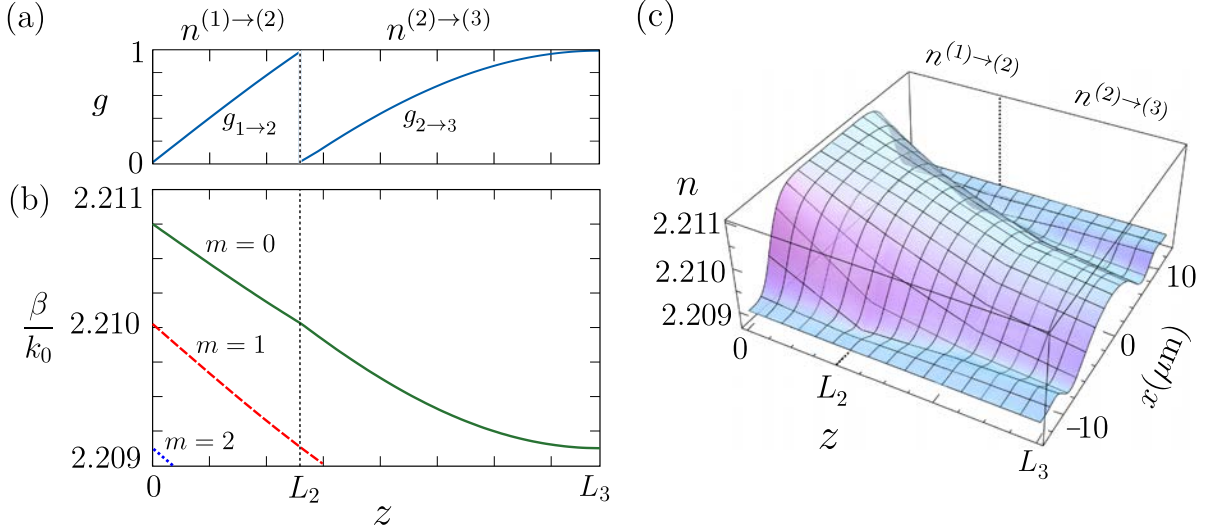 (a)
n^{(1)→(2)}
n^{(2)→(3)}
1
g
g_{1→2}
g_{2→3}
0
(b)
2.211
m = 0
β/k_0
2.210
m = 1
m = 2
2.209
0
L_2
L_3
z
(c)
n^{(1)→(2)}
n^{(2)→(3)}
n
2.211
2.210
2.209
0
L_2
z
L_3
10
0
x(μm)
−10